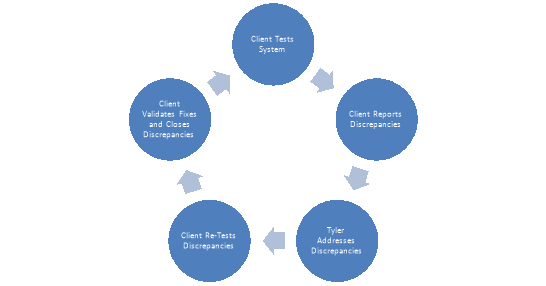 Client Tests
System
Client Reports
Discrepancies
Tyler
Addresses
Discrepancies
Client Re-Tests
Discrepancies
Client
Validates Fixes
and Closes
Discrepancies